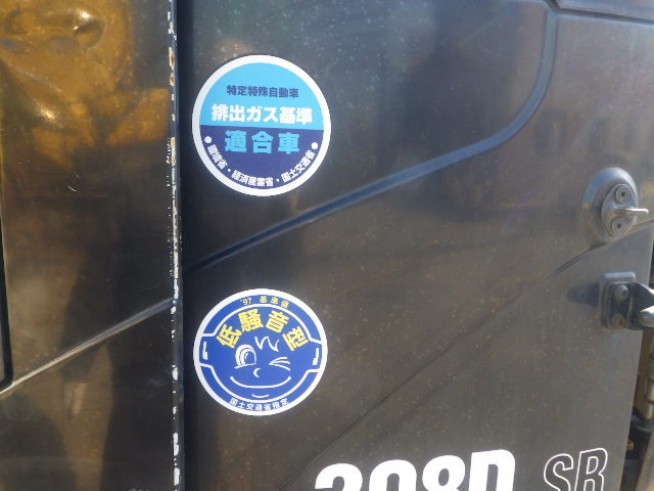 特定特殊自動車
排出ガス基準
適合車
●環境省・経済産業省・国土交通省●
'97 基準値
低騒音型
国土交通省指定
308D SR